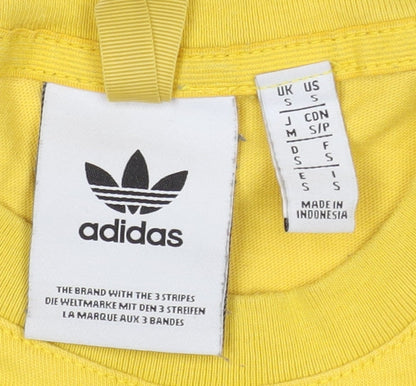 adidas
THE BRAND WITH THE 3 STRIPES
DIE WELTMARKE MIT DEN 3 STREIFEN
LA MARQUE AUX 3 BANDES
UK US
S S
J CDN
M S/P
D F
S S
E I
S S
MADE IN
INDONESIA